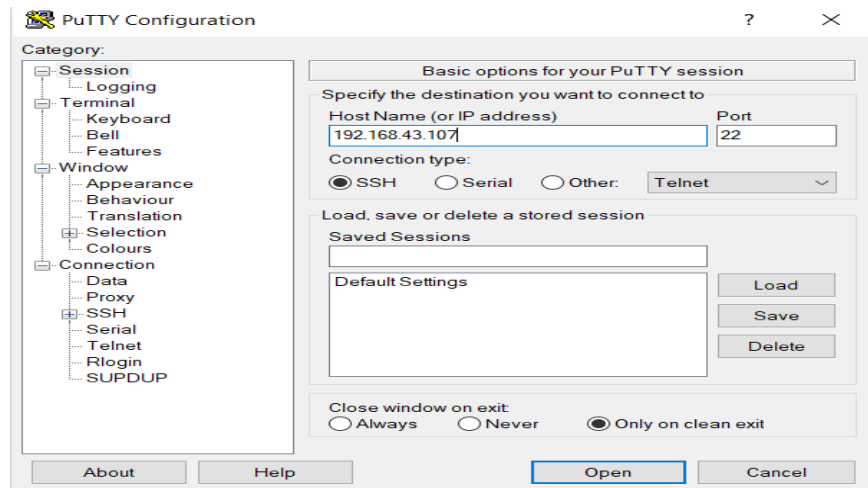 PuTTY Configuration ? ×
Category:
Session
Logging
Terminal
Keyboard
Bell
Features
Window
Appearance
Behaviour
Translation
Selection
Colours
Connection
Data
Proxy
SSH
Serial
Telnet
Rlogin
SUPDUP
Basic options for your PuTTY session
Specify the destination you want to connect to
Host Name (or IP address) Port
192.168.43.107 22
Connection type:
SSH Serial Other: Telnet
Load, save or delete a stored session
Saved Sessions
Default Settings
Load
Save
Delete
Close window on exit:
Always Never Only on clean exit
About Help Open Cancel